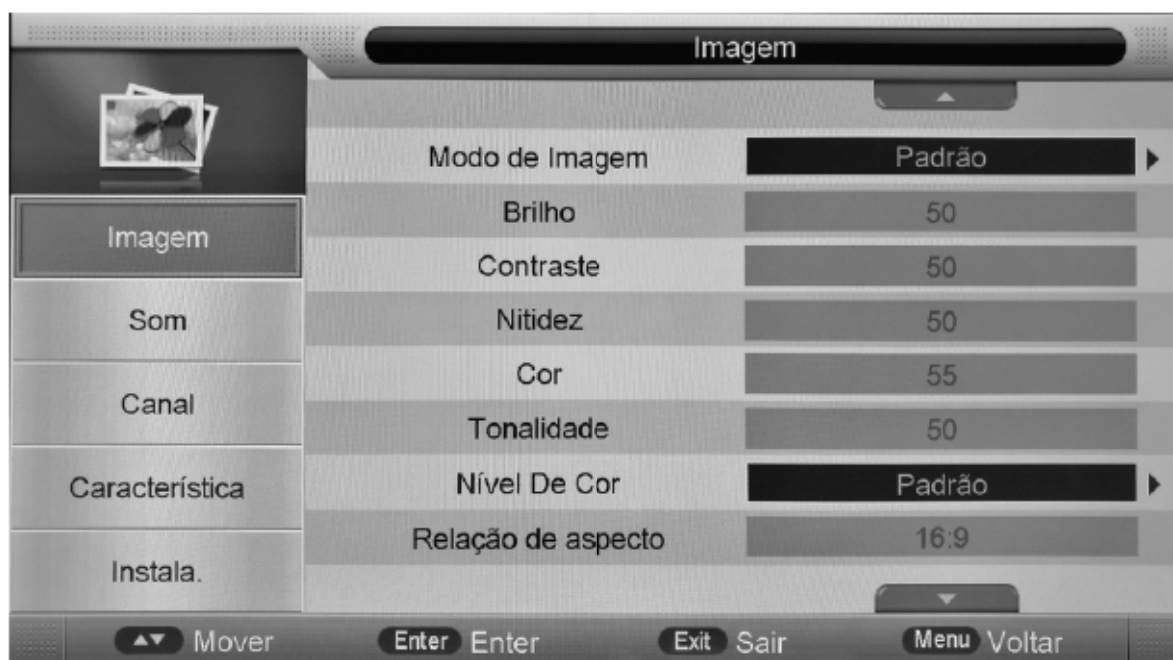 Imagem
Imagem
Som
Canal
Característica
Instala.
Modo de Imagem Padrão
Brilho 50
Contraste 50
Nitidez 50
Cor 55
Tonalidade 50
Nível De Cor Padrão
Relação de aspecto 16:9
Mover Enter Enter Exit Sair Menu Voltar